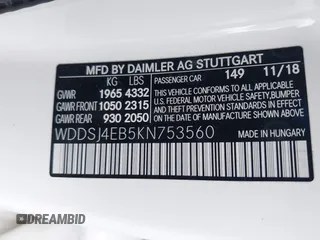 MFD BY DAIMLER AG STUTTGART
KG LBS
GVWR 1965 4332
GAWR FRONT 1050 2315
GAWR REAR 930 2050
PASSENGER CAR 149 11/18
THIS VEHICLE CONFORMS TO ALL APPLICABLE
U.S. FEDERAL MOTOR VEHICLE SAFETY, BUMPER,
AND THEFT PREVENTION STANDARDS IN EFFECT
ON THE DATE OF MANUFACTURE SHOWN ABOVE.
WDDSJ4EB5KN753560
MADE IN HUNGARY
DREAMBID